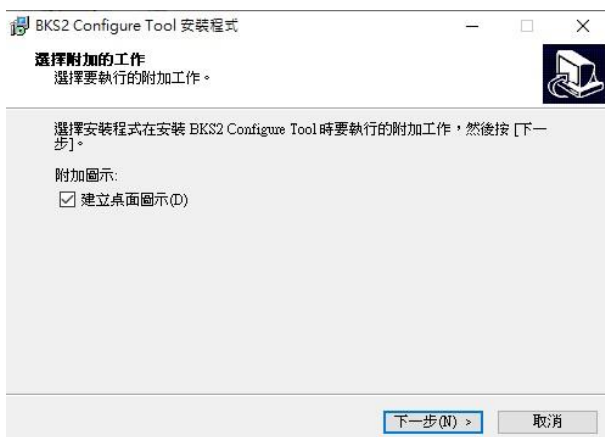 BKS2 Configure Tool 安裝程式
選擇附加的工作
選擇要執行的附加工作。
選擇安裝程式在安裝 BKS2 Configure Tool 時要執行的附加工作，然後按 [下一
步]。
附加圖示:
建立桌面圖示(D)
下一步(N) >
取消